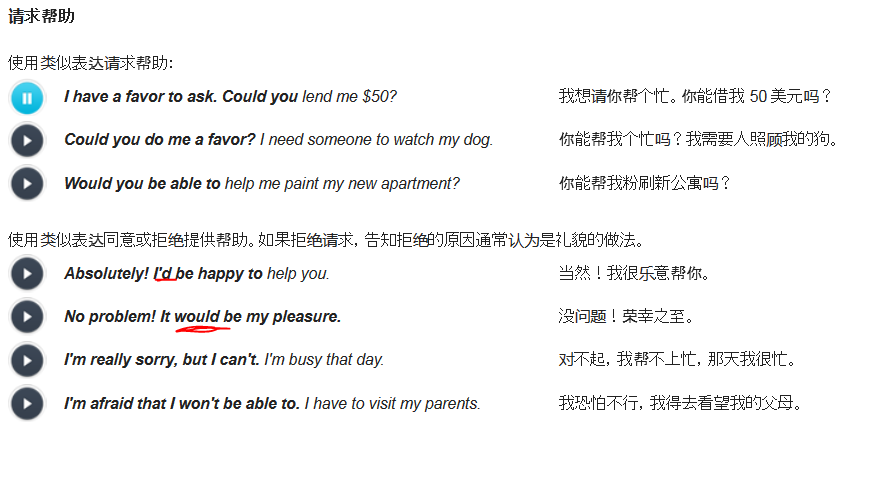 请求帮助
使用类似表达请求帮助:
I have a favor to ask. Could you lend me $50? 我想请你帮个忙。你能借我 50 美元吗？
Could you do me a favor? I need someone to watch my dog. 你能帮我个忙吗？我需要人照顾我的狗。
Would you be able to help me paint my new apartment? 你能帮我粉刷新公寓吗？
使用类似表达同意或拒绝提供帮助。如果拒绝请求, 告知拒绝的原因通常认为是礼貌的做法。
Absolutely! I'd be happy to help you. 当然！我很乐意帮你。
No problem! It would be my pleasure. 没问题！荣幸之至。
I'm really sorry, but I can't. I'm busy that day. 对不起, 我帮不上忙, 那天我很忙。
I'm afraid that I won't be able to. I have to visit my parents. 我恐怕不行, 我得去看望我的父母。